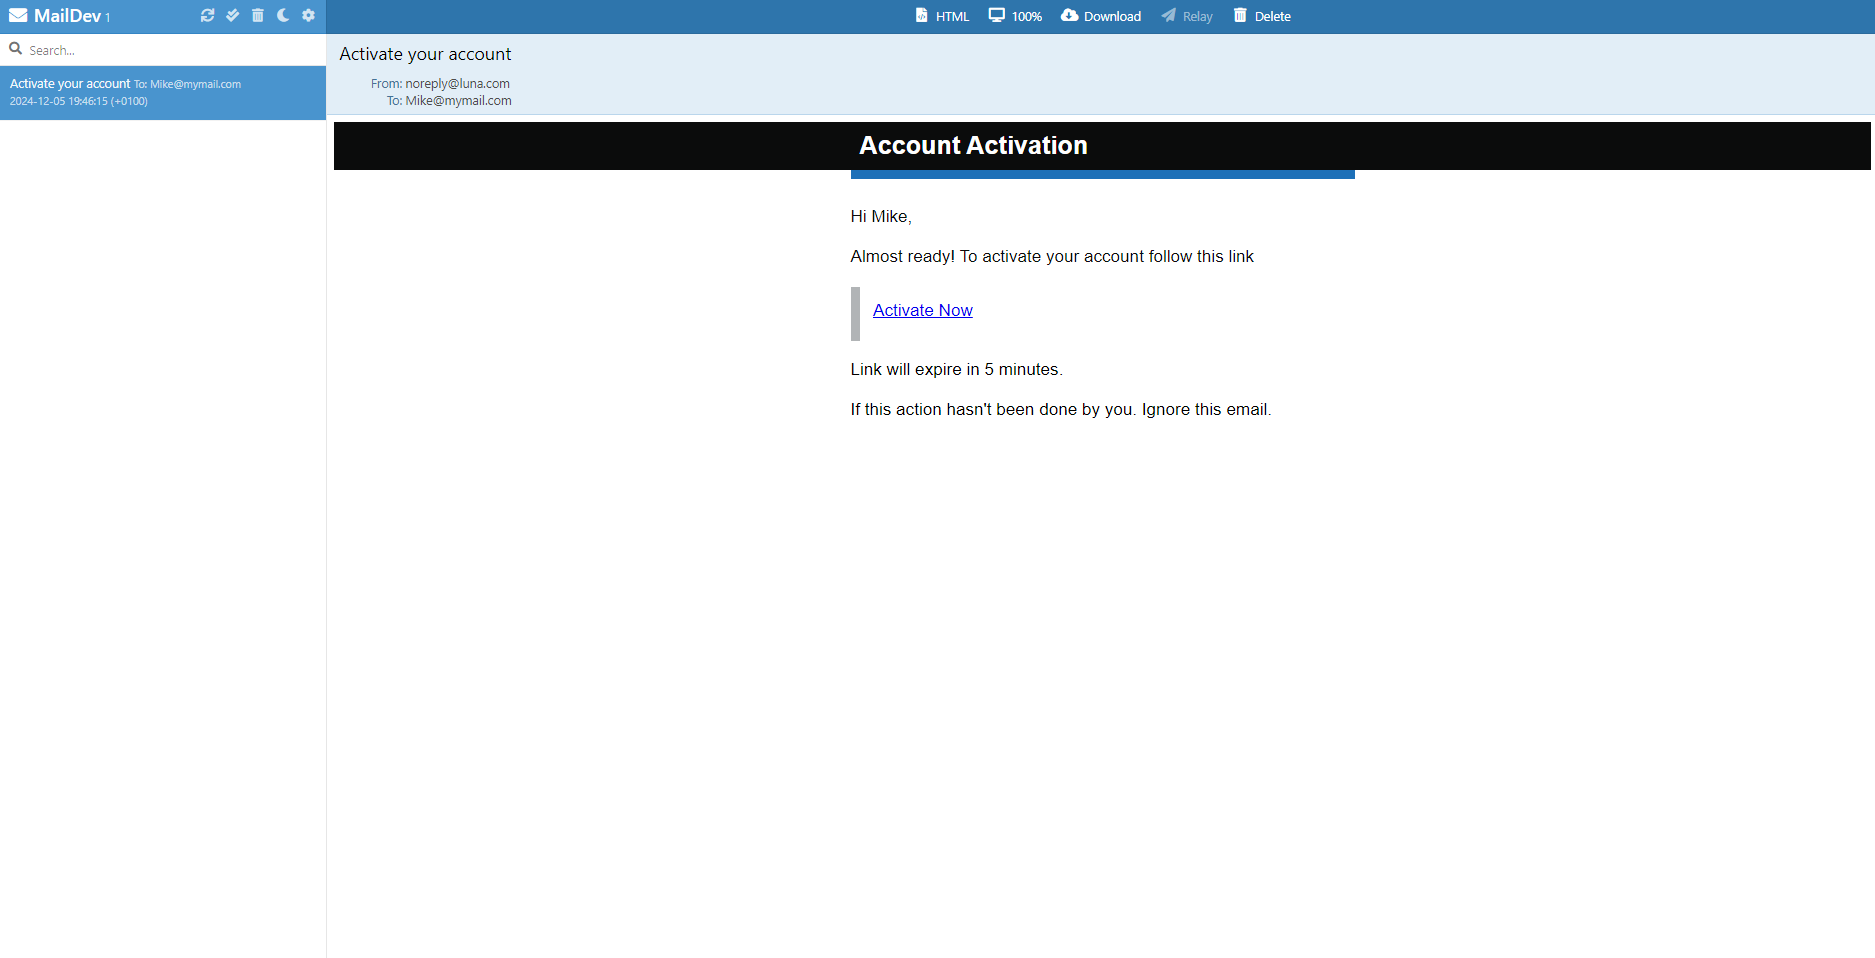 MailDev 1
HTML
100%
Download
Relay
Delete
Search...
Activate your account To: Mike@mymail.com
2024-12-05 19:46:15 (+0100)
Activate your account
From: noreply@luna.com
To: Mike@mymail.com
Account Activation
Hi Mike,
Almost ready! To activate your account follow this link
Activate Now
Link will expire in 5 minutes.
If this action hasn't been done by you. Ignore this email.